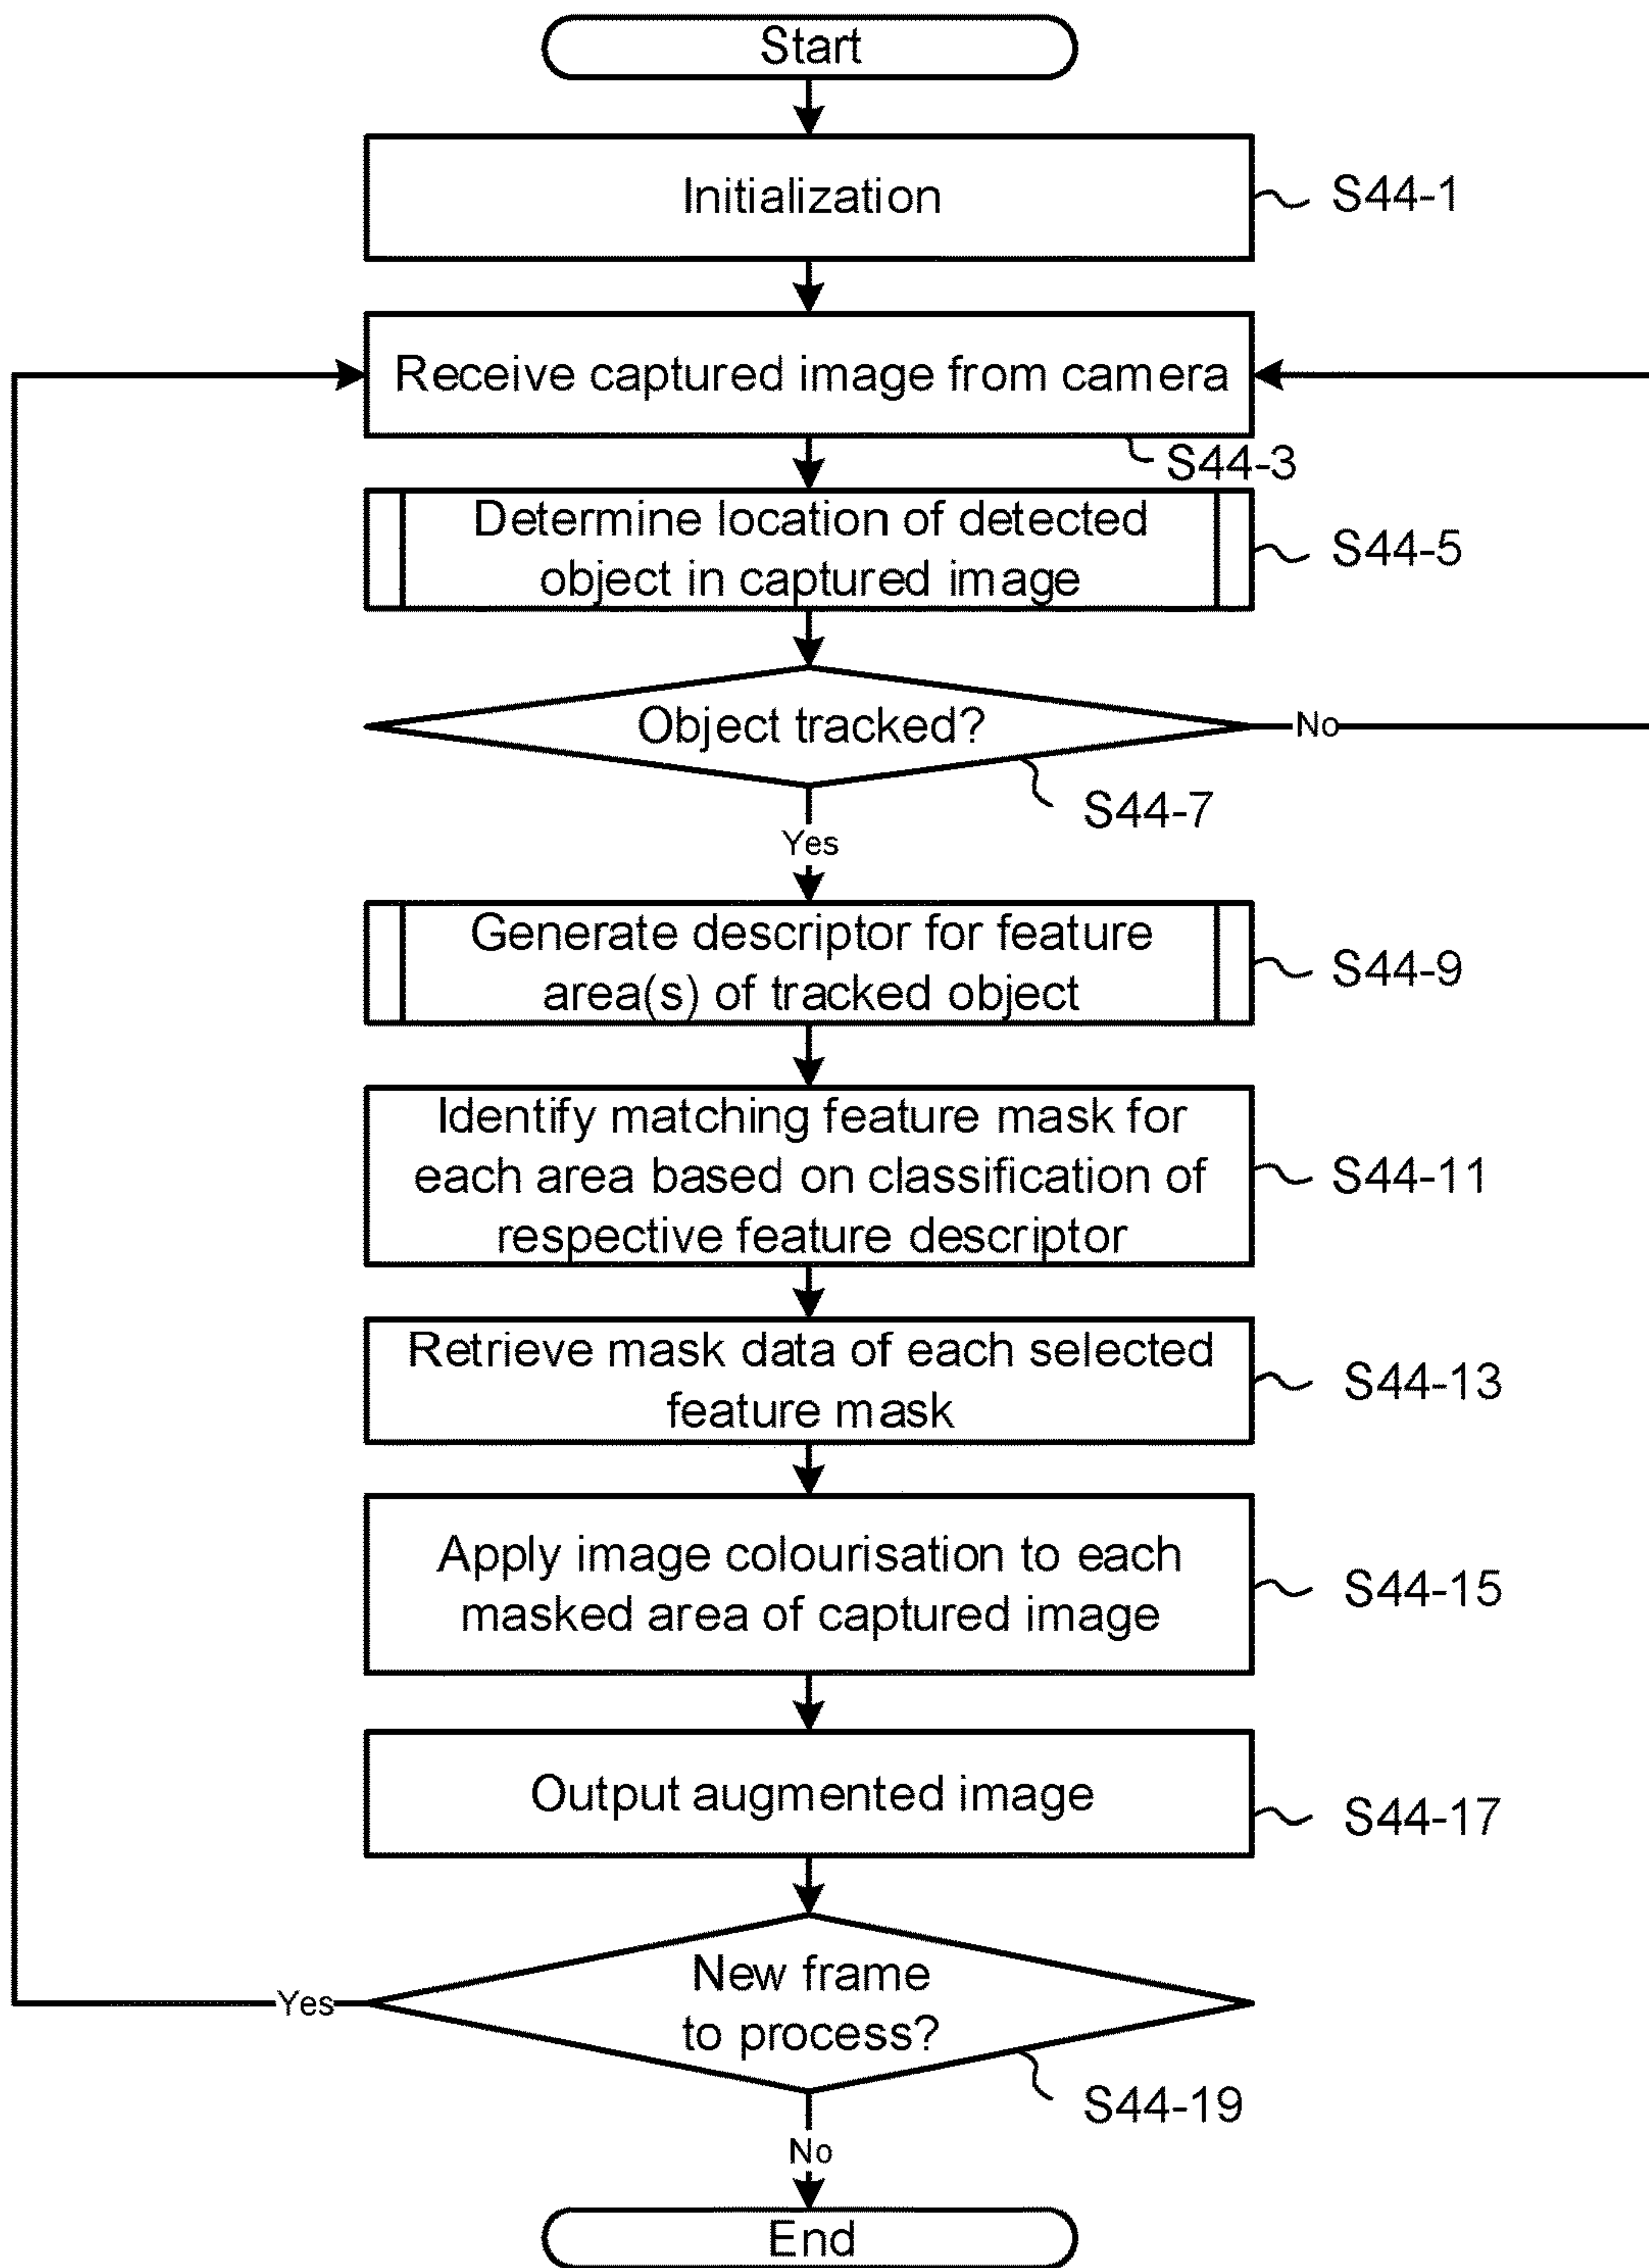 Start
Initialization
S44-1
Receive captured image from camera
S44-3
Determine location of detected
object in captured image
S44-5
Object tracked?
No
S44-7
Yes
Generate descriptor for feature
area(s) of tracked object
S44-9
Identify matching feature mask for
each area based on classification of
respective feature descriptor
S44-11
Retrieve mask data of each selected
feature mask
S44-13
Apply image colourisation to each
masked area of captured image
S44-15
Output augmented image
S44-17
New frame
to process?
Yes
S44-19
No
End